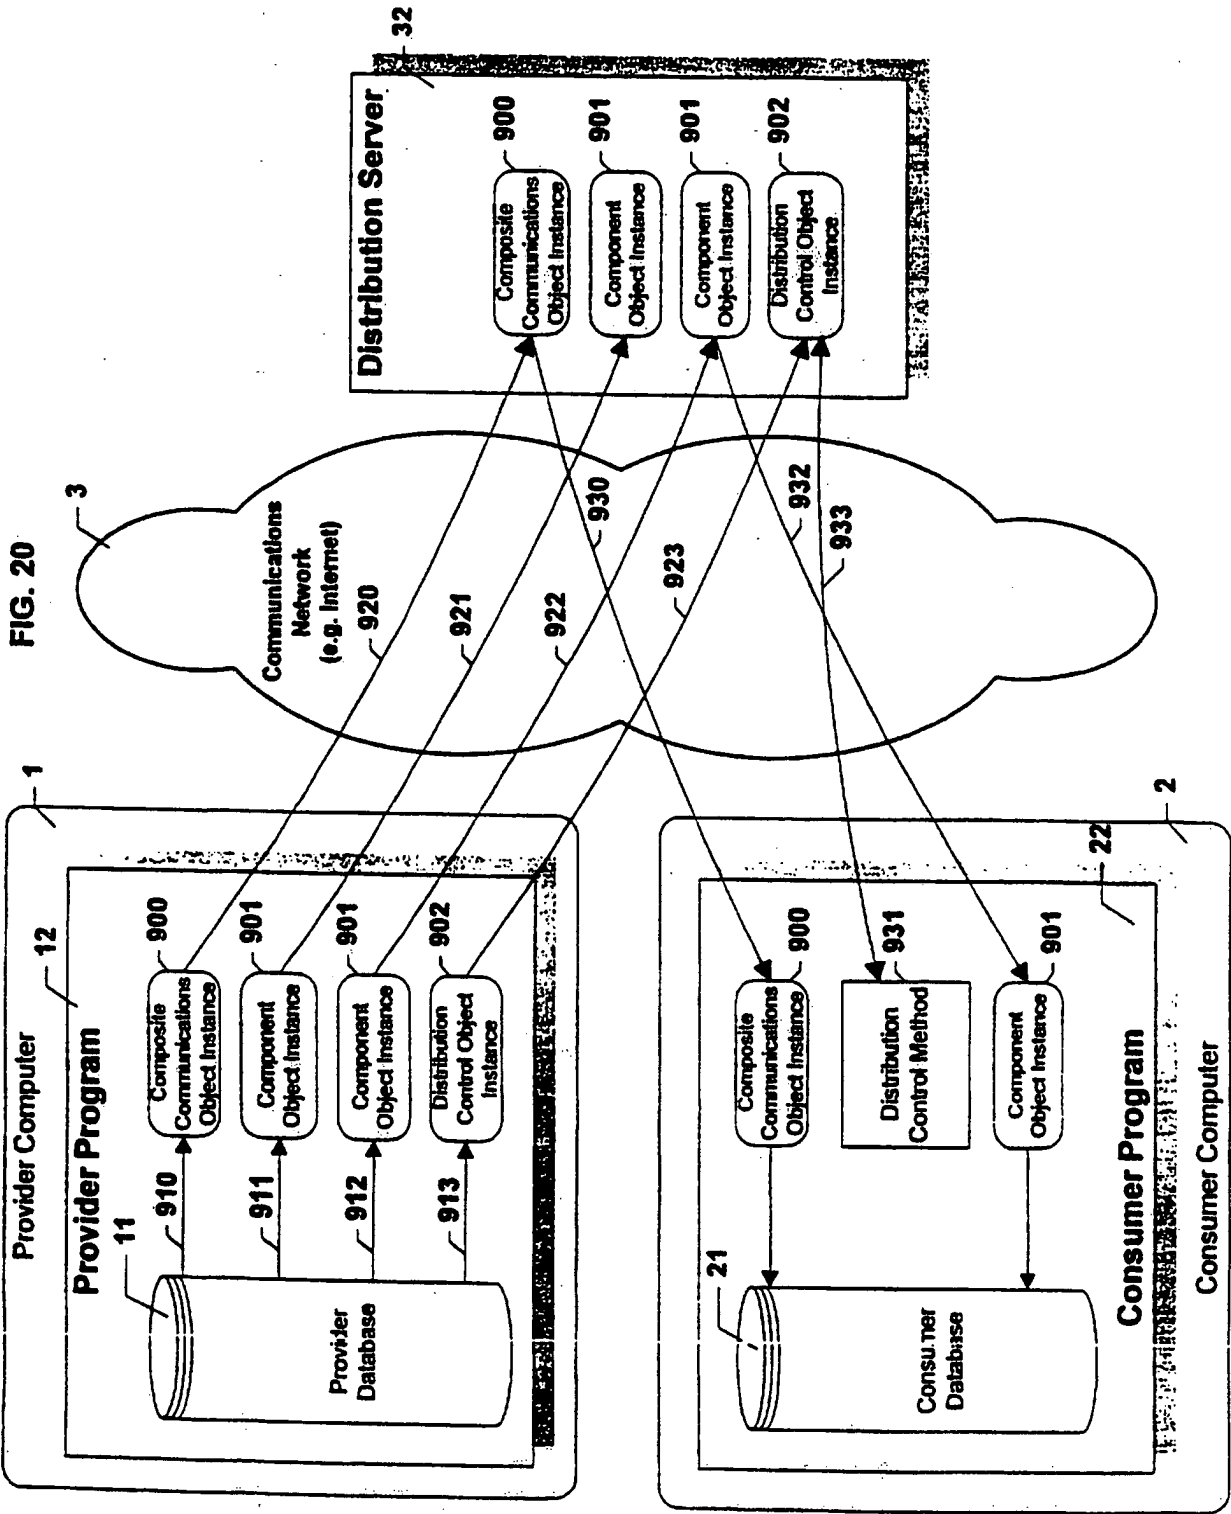 FIG. 20
3
Communications
Network
(e.g. Internet)
Provider Computer
1
12
Provider Program
11
Provider
Database
910
911
912
913
Composite
Communications
Object Instance
900
Component
Object Instance
901
Component
Object Instance
901
Distribution
Control Object
Instance
902
920
921
922
923
930
932
933
Distribution Server
32
Composite
Communications
Object Instance
900
Component
Object Instance
901
Component
Object Instance
901
Distribution
Control Object
Instance
902
2
22
21
Consumer
Database
Composite
Communications
Object Instance
900
Distribution
Control Method
931
Component
Object Instance
901
Consumer Program
Consumer Computer